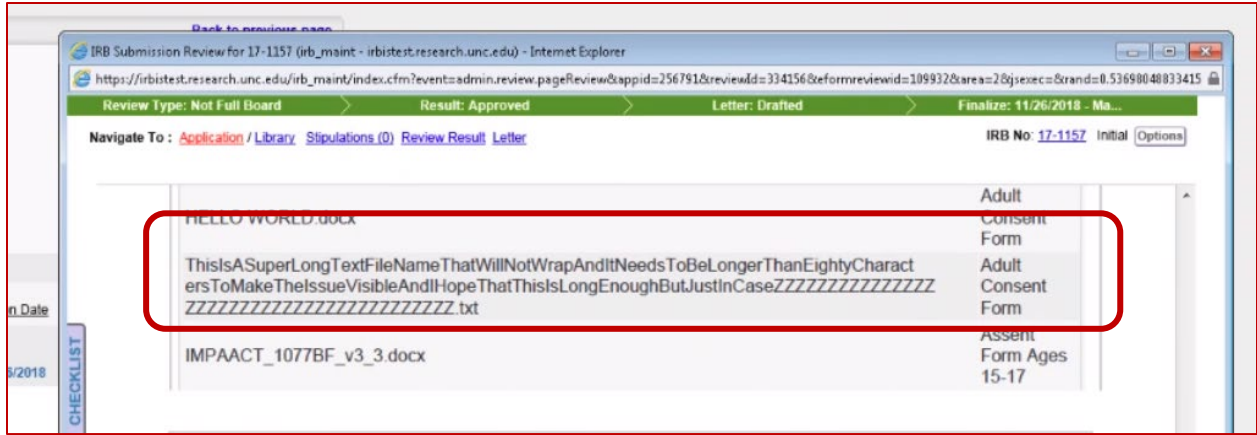 Back to previous page
IRB Submission Review for 17-1157 (irb_maint - irbistest.research.unc.edu) - Internet Explorer
https://irbistest.research.unc.edu/irb_maint/index.cfm?event=admin.review.pageReview&appid=256791&reviewId=334156&eformreviewid=109932&area=2&jsexec=&rand=0.53698048833415
Review Type: Not Full Board Result: Approved Letter: Drafted Finalize: 11/26/2018 - Ma...
Navigate To : Application / Library Stipulations (0) Review Result Letter IRB No: 17-1157 Initial Options
Adult
HELLO WORLD.docx Consent
Form
ThisIsASuperLongTextFileNameThatWillNotWrapAndItNeedsToBeLongerThanEightyCharact Adult
ersToMakeTheIssueVisibleAndIHopeThatThisIsLongEnoughButJustInCaseZZZZZZZZZZZZZZZ Consent
ZZZZZZZZZZZZZZZZZZZZZZZZZ.txt Form
n Date
Assent
IMPAACT_1077BF_v3_3.docx Form Ages
15-17
6/2018
CHECKLIST